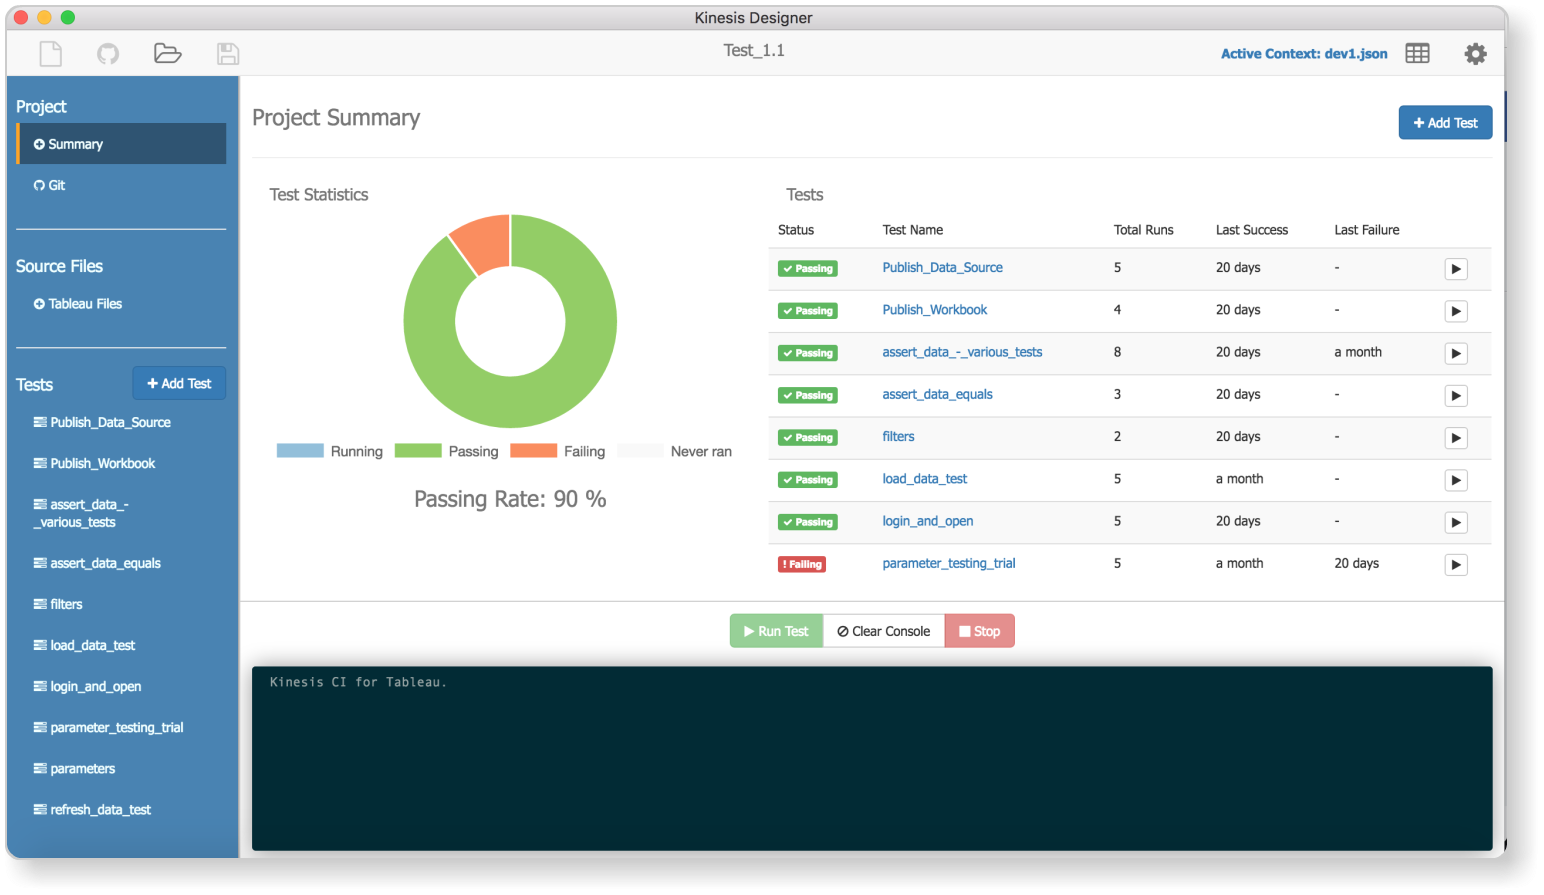 Kinesis Designer
Test_1.1
Active Context: dev1.json
Project
Summary
Git
Source Files
Tableau Files
Tests
+ Add Test
Publish_Data_Source
Publish_Workbook
assert_data_-
_various_tests
assert_data_equals
filters
load_data_test
login_and_open
parameter_testing_trial
parameters
refresh_data_test
Project Summary
+ Add Test
Test Statistics
Running Passing Failing Never ran
Passing Rate: 90 %
Tests
Status Test Name Total Runs Last Success Last Failure
Passing Publish_Data_Source 5 20 days -
Passing Publish_Workbook 4 20 days -
Passing assert_data_-_various_tests 8 20 days a month
Passing assert_data_equals 3 20 days -
Passing filters 2 20 days -
Passing load_data_test 5 a month -
Passing login_and_open 5 20 days -
! Failing parameter_testing_trial 5 a month 20 days
Run Test Clear Console Stop
Kinesis CI for Tableau.